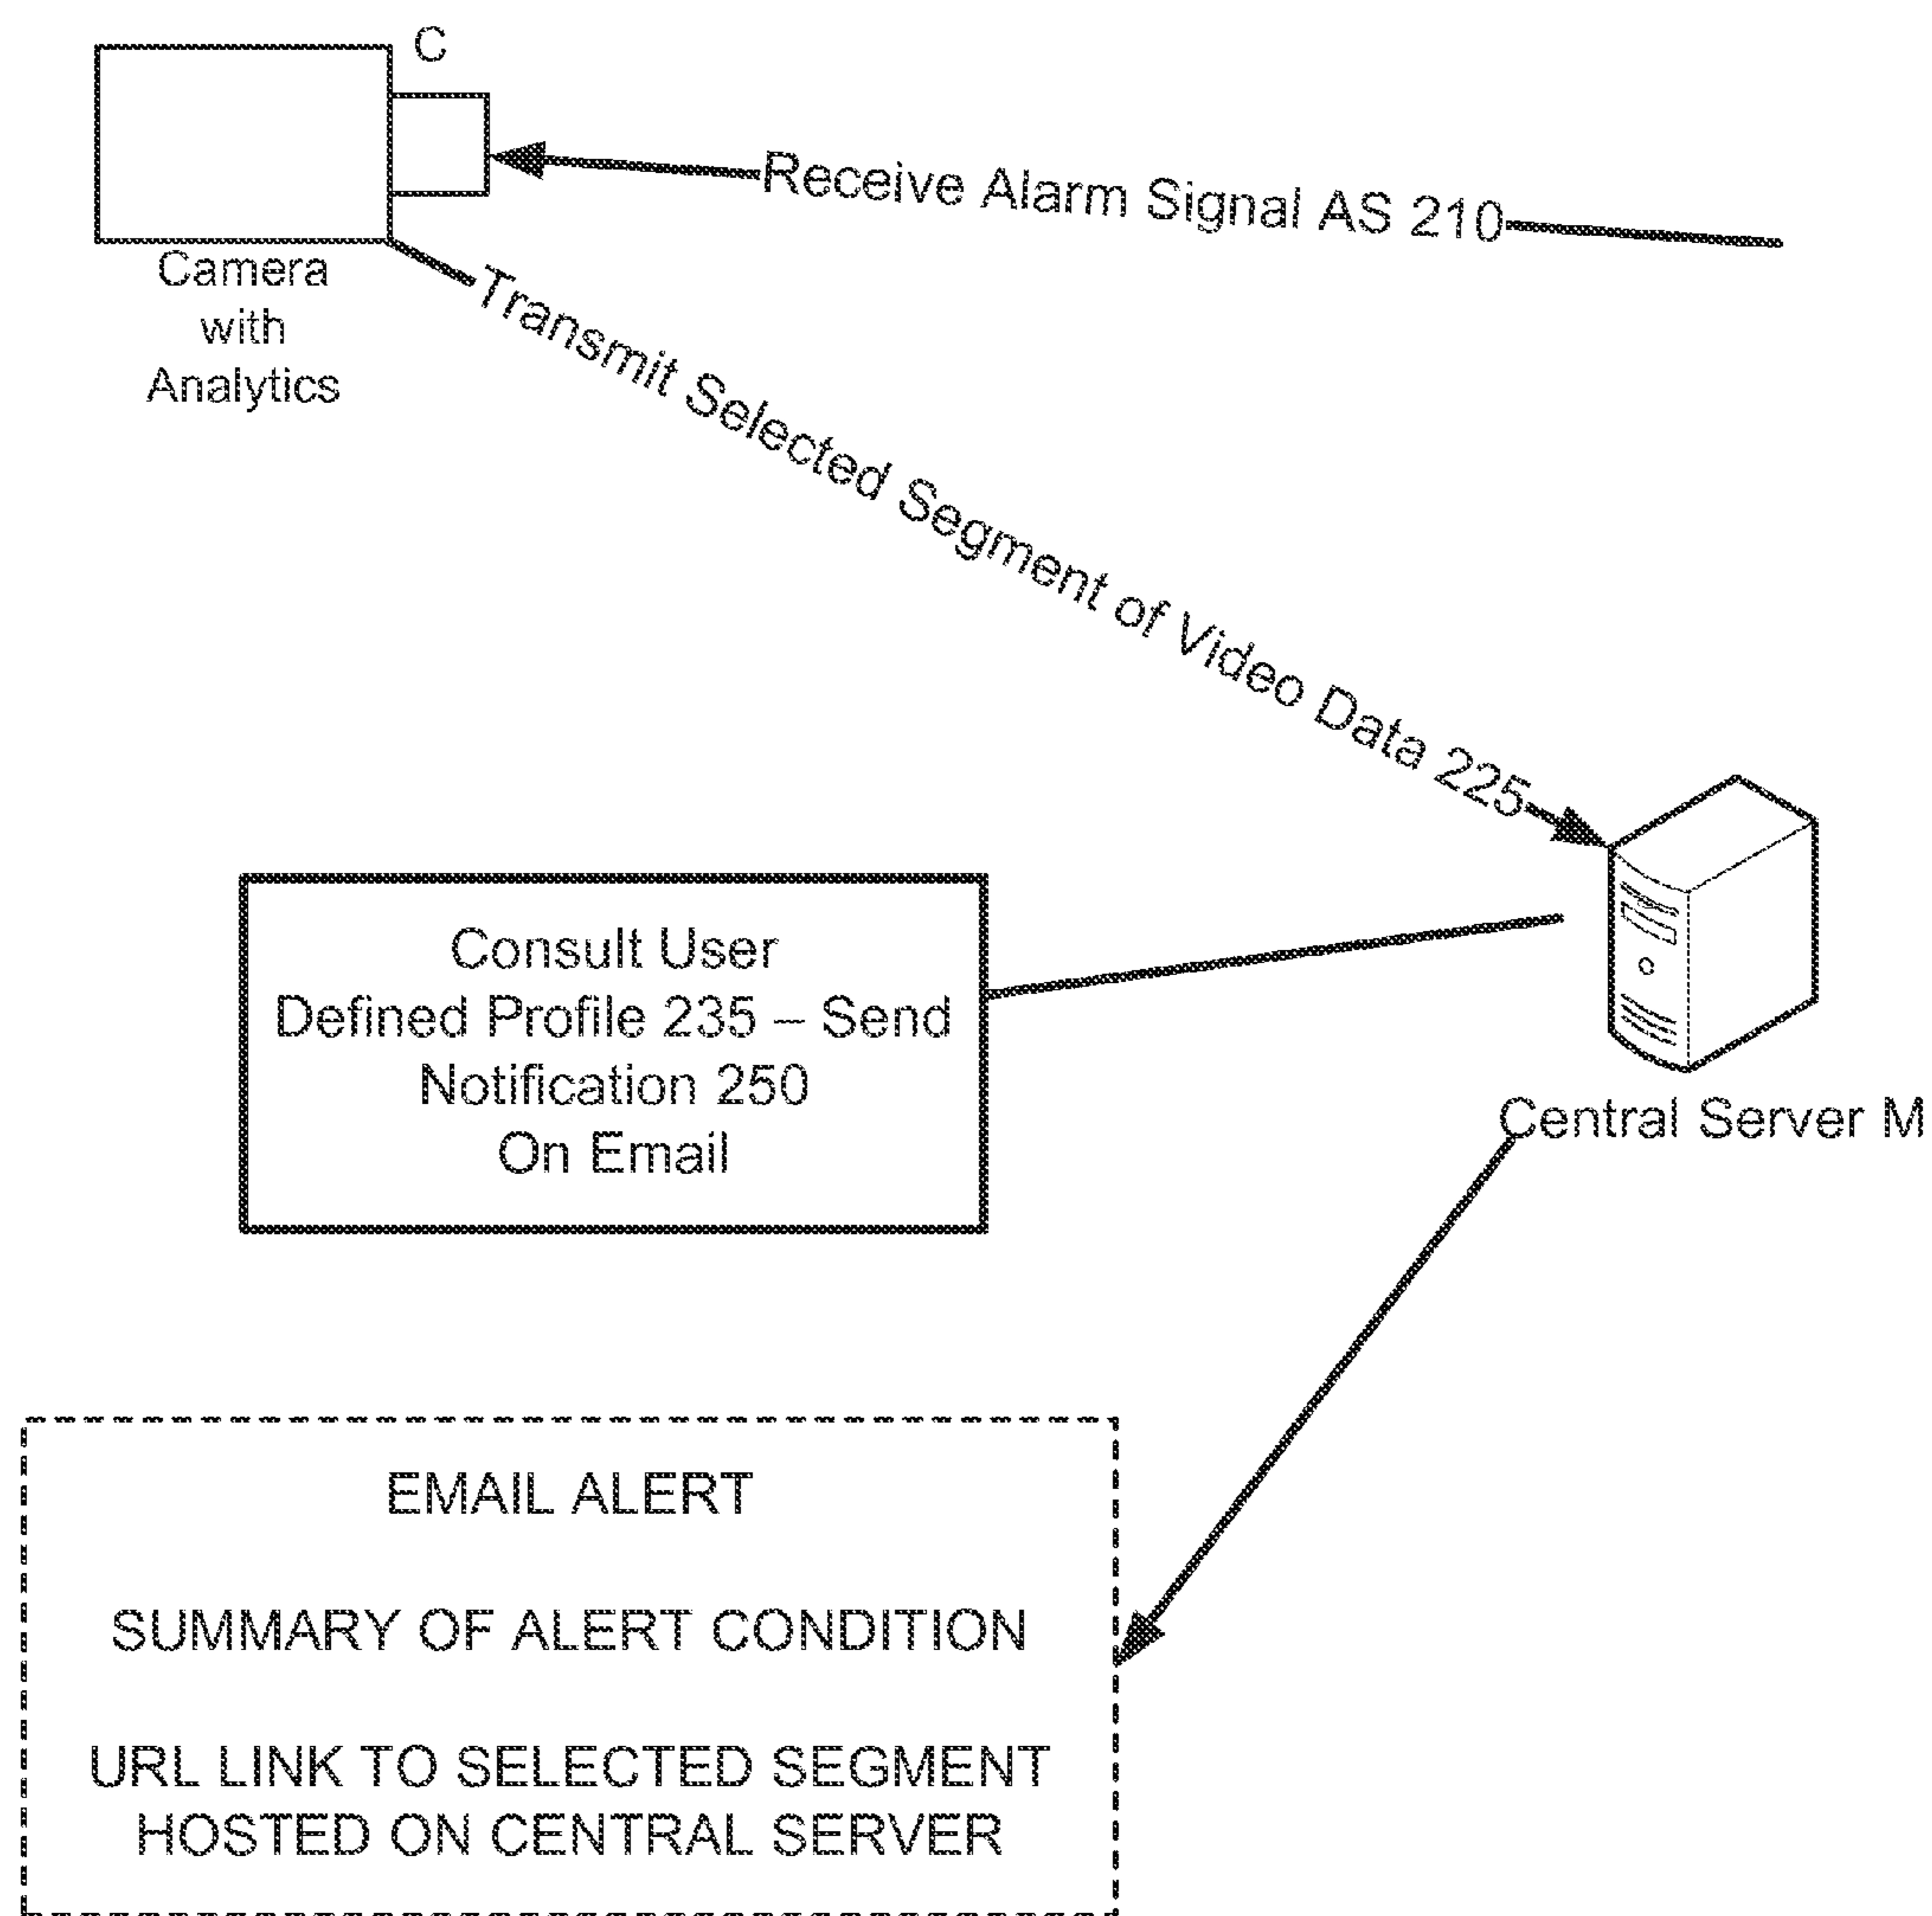 C
Receive Alarm Signal AS 210
Camera
with
Analytics
Transmit Selected Segment of Video Data 225
Consult User
Defined Profile 235 – Send
Notification 250
On Email
Central Server M
EMAIL ALERT
SUMMARY OF ALERT CONDITION
URL LINK TO SELECTED SEGMENT
HOSTED ON CENTRAL SERVER